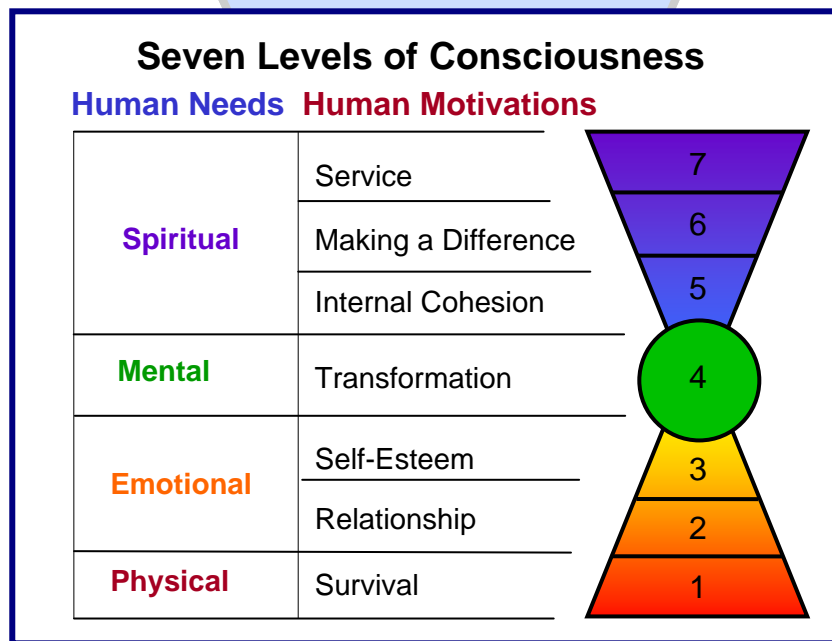 Seven Levels of Consciousness
Human Needs Human Motivations
Service 7
Spiritual Making a Difference 6
Internal Cohesion 5
Mental Transformation 4
Self-Esteem 3
Emotional
Relationship 2
Physical Survival 1